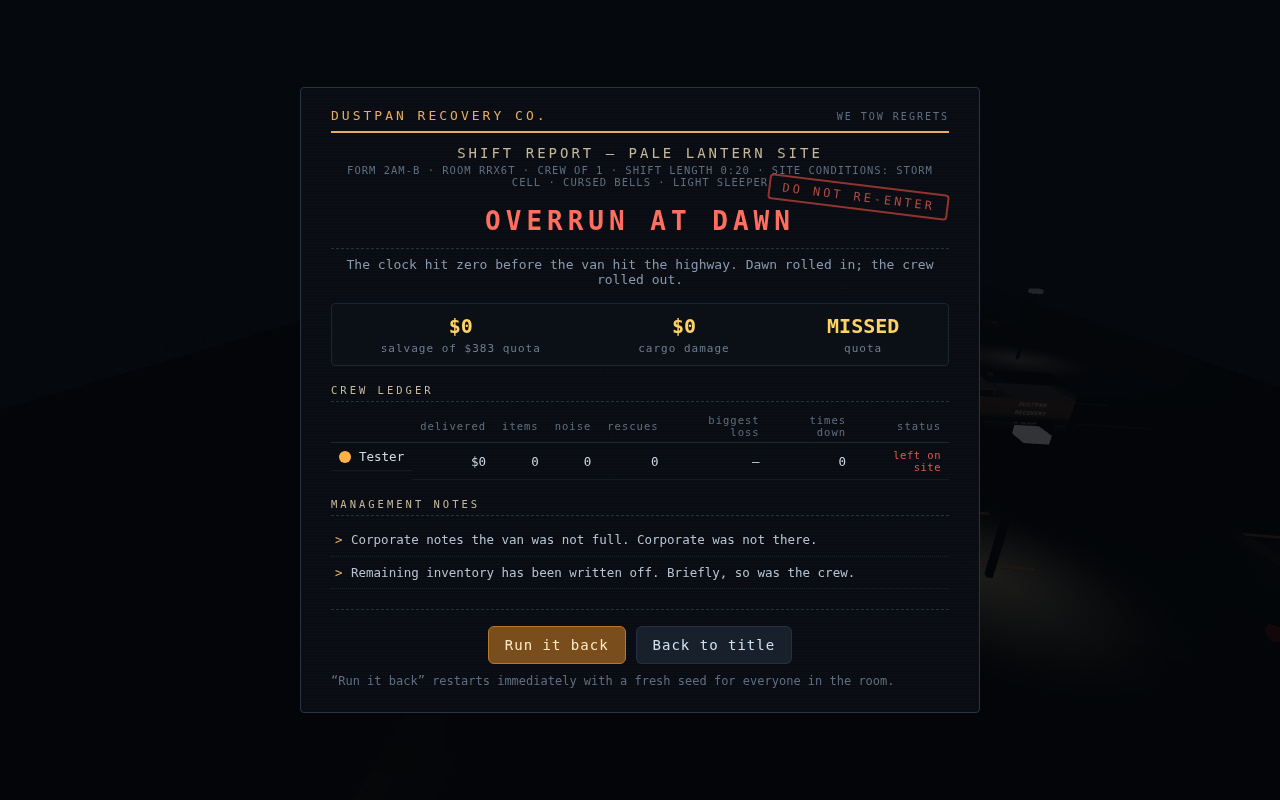 DUSTPAN RECOVERY CO.
WE TOW REGRETS
SHIFT REPORT — PALE LANTERN SITE
FORM 2AM-B · ROOM RRX6T · CREW OF 1 · SHIFT LENGTH 0:20 · SITE CONDITIONS: STORM
CELL · CURSED BELLS · LIGHT SLEEPER
DO NOT RE-ENTER
OVERRUN AT DAWN
The clock hit zero before the van hit the highway. Dawn rolled in; the crew
rolled out.
$0 $0 MISSED
salvage of $383 quota cargo damage quota
CREW LEDGER
delivered items noise rescues biggest loss times down status
Tester $0 0 0 0 — 0 left on site
MANAGEMENT NOTES
> Corporate notes the van was not full. Corporate was not there.
> Remaining inventory has been written off. Briefly, so was the crew.
Run it back Back to title
“Run it back” restarts immediately with a fresh seed for everyone in the room.
DUSTPAN
RECOVERY